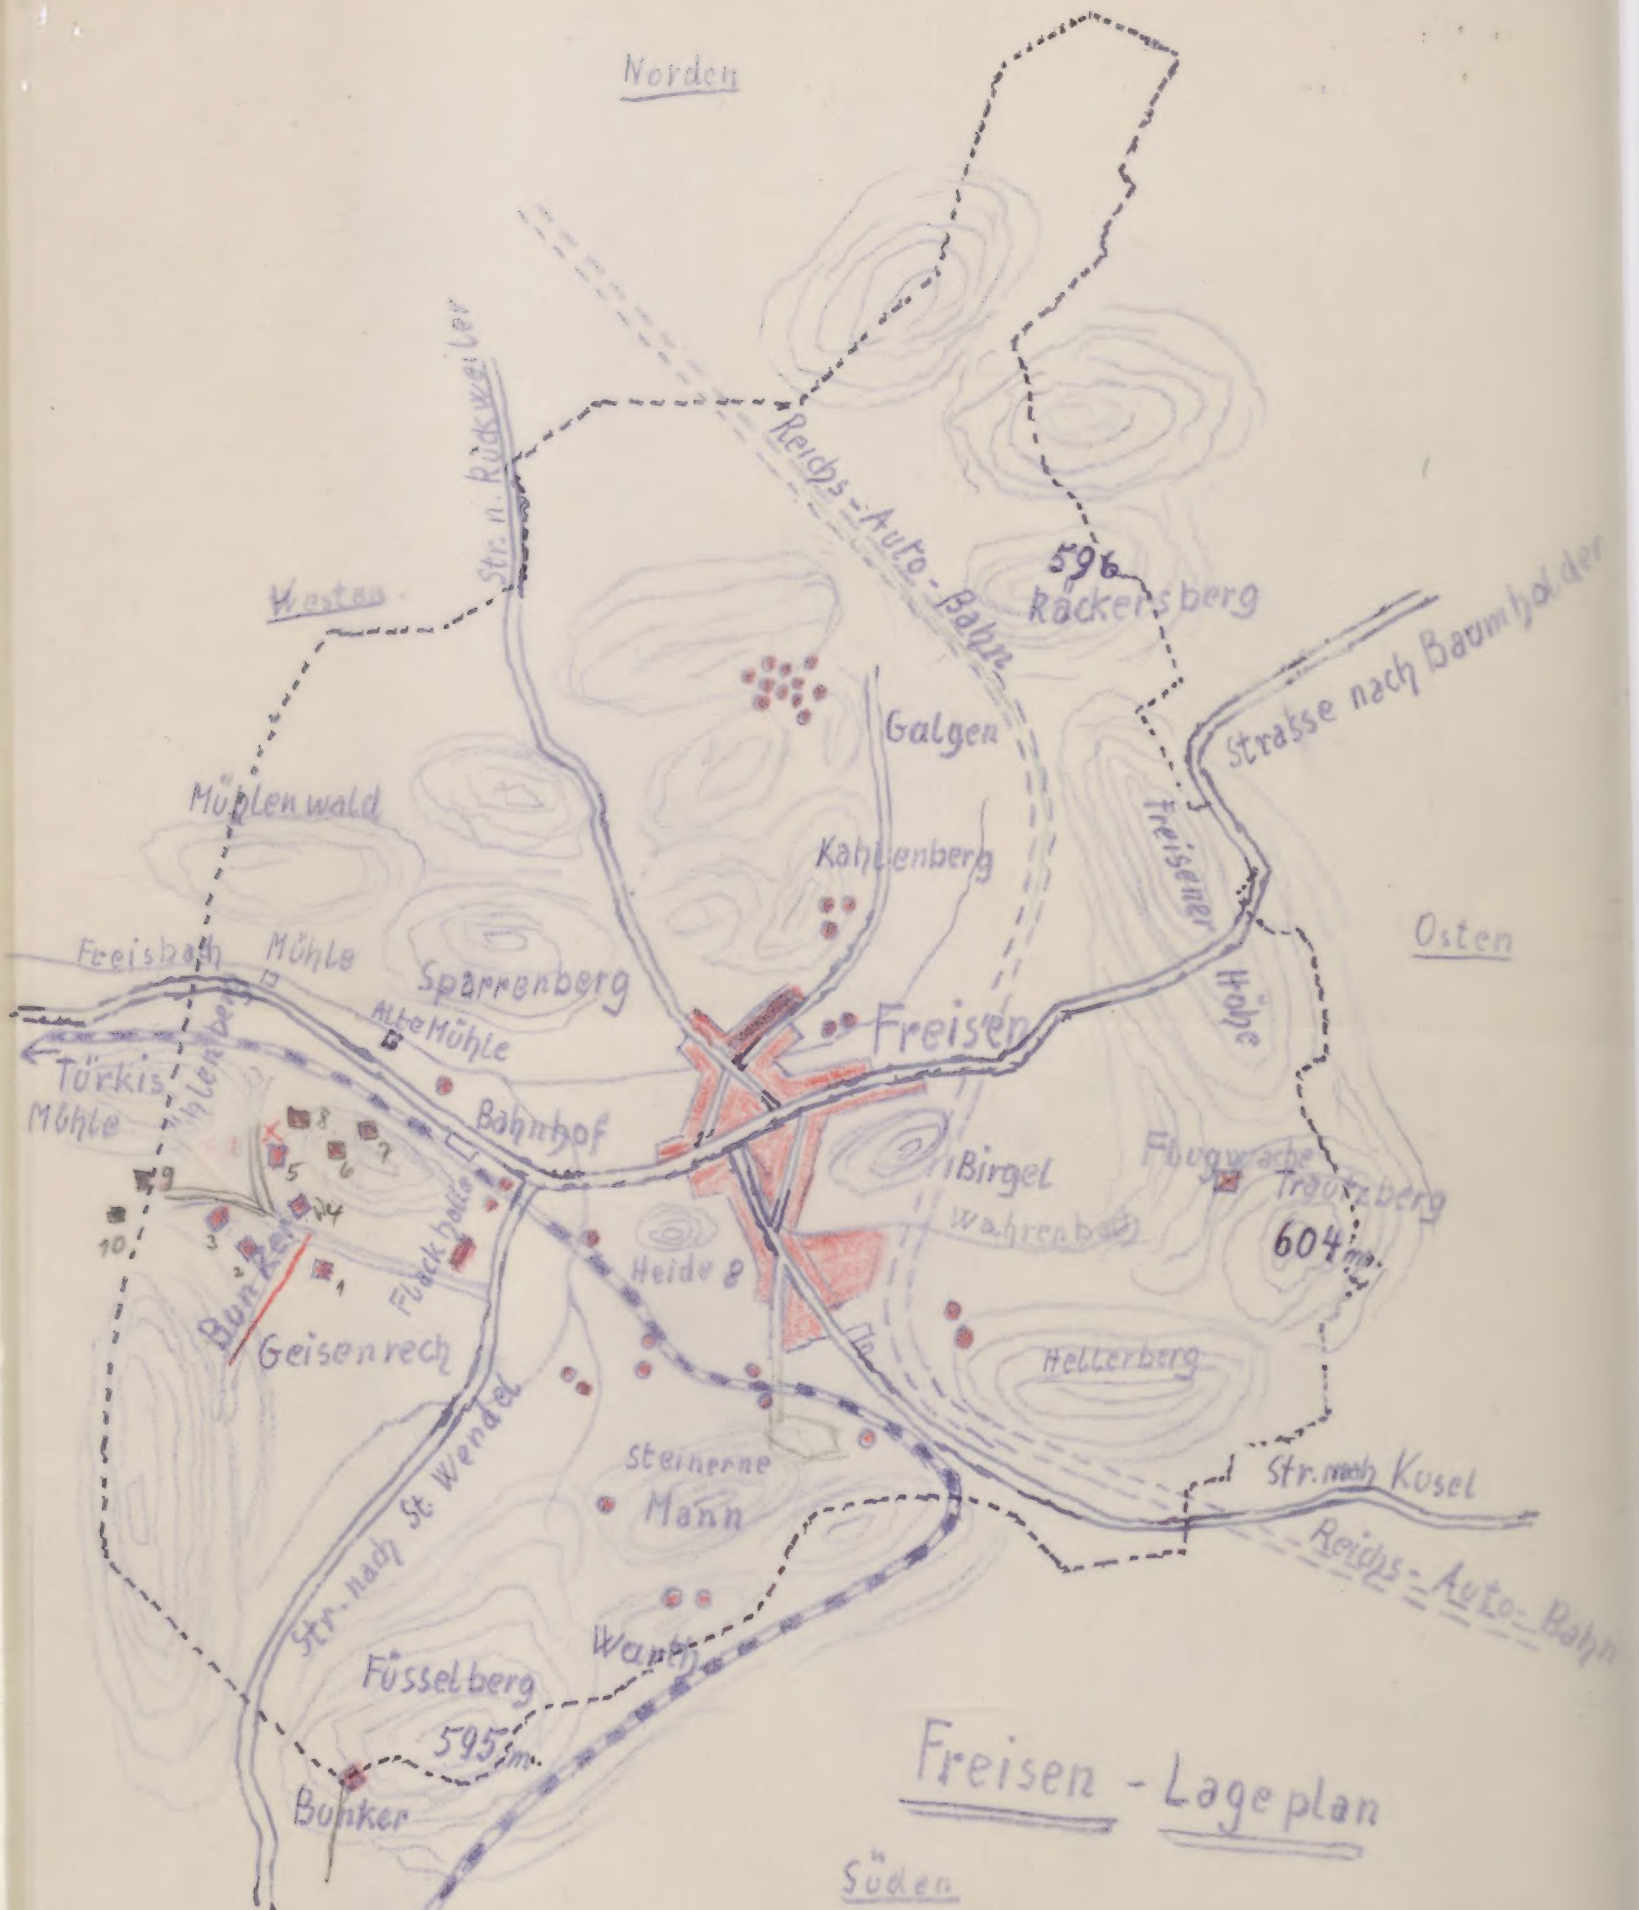 Norden
Str. n. Rückweiler
Reichs-Auto-Bahn
Westen
596
Räckersberg
Strasse nach Baumholder
Galgen
Mühlenwald
Kahlenberg
Freisener
Höhe
Osten
Freisbach
Mühle
Sparrenberg
Alte Mühle
Freisen
Türkis
Mühle
Bahnhof
8
7
6
5
9
4
3
2
1
10
Bunker
Flackhalle
Geisenrech
Heide 8
Birgel
Wahrenbach
Flugwache
Trautzberg
604 m.
Hellerberg
Str. nach St. Wendel
Steinerne
Mann
Str. nach Kusel
Reichs-Auto-Bahn
Warth
Füsselberg
595 m.
Bunker
Freisen - Lageplan
Süden